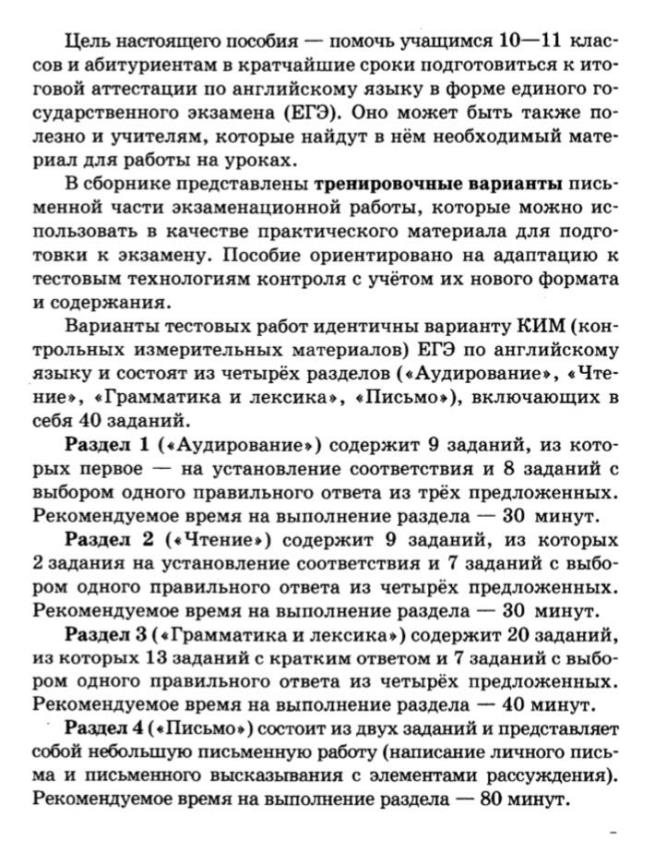 Цель настоящего пособия — помочь учащимся 10—11 клас-
сов и абитуриентам в кратчайшие сроки подготовиться к ито-
говой аттестации по английскому языку в форме единого го-
сударственного экзамена (ЕГЭ). Оно может быть также по-
лезно и учителям, которые найдут в нём необходимый мате-
риал для работы на уроках.
В сборнике представлены тренировочные варианты пись-
менной части экзаменационной работы, которые можно ис-
пользовать в качестве практического материала для подго-
товки к экзамену. Пособие ориентировано на адаптацию к
тестовым технологиям контроля с учётом их нового формата
и содержания.
Варианты тестовых работ идентичны варианту КИМ (кон-
трольных измерительных материалов) ЕГЭ по английскому
языку и состоят из четырёх разделов («Аудирование», «Чте-
ние», «Грамматика и лексика», «Письмо»), включающих в
себя 40 заданий.
Раздел 1 («Аудирование») содержит 9 заданий, из кото-
рых первое — на установление соответствия и 8 заданий с
выбором одного правильного ответа из трёх предложенных.
Рекомендуемое время на выполнение раздела — 30 минут.
Раздел 2 («Чтение») содержит 9 заданий, из которых
2 задания на установление соответствия и 7 заданий с выбо-
ром одного правильного ответа из четырёх предложенных.
Рекомендуемое время на выполнение раздела — 30 минут.
Раздел 3 («Грамматика и лексика») содержит 20 заданий,
из которых 13 заданий с кратким ответом и 7 заданий с выбо-
ром одного правильного ответа из четырёх предложенных.
Рекомендуемое время на выполнение раздела — 40 минут.
Раздел 4 («Письмо») состоит из двух заданий и представляет
собой небольшую письменную работу (написание личного пись-
ма и письменного высказывания с элементами рассуждения).
Рекомендуемое время на выполнение раздела — 80 минут.